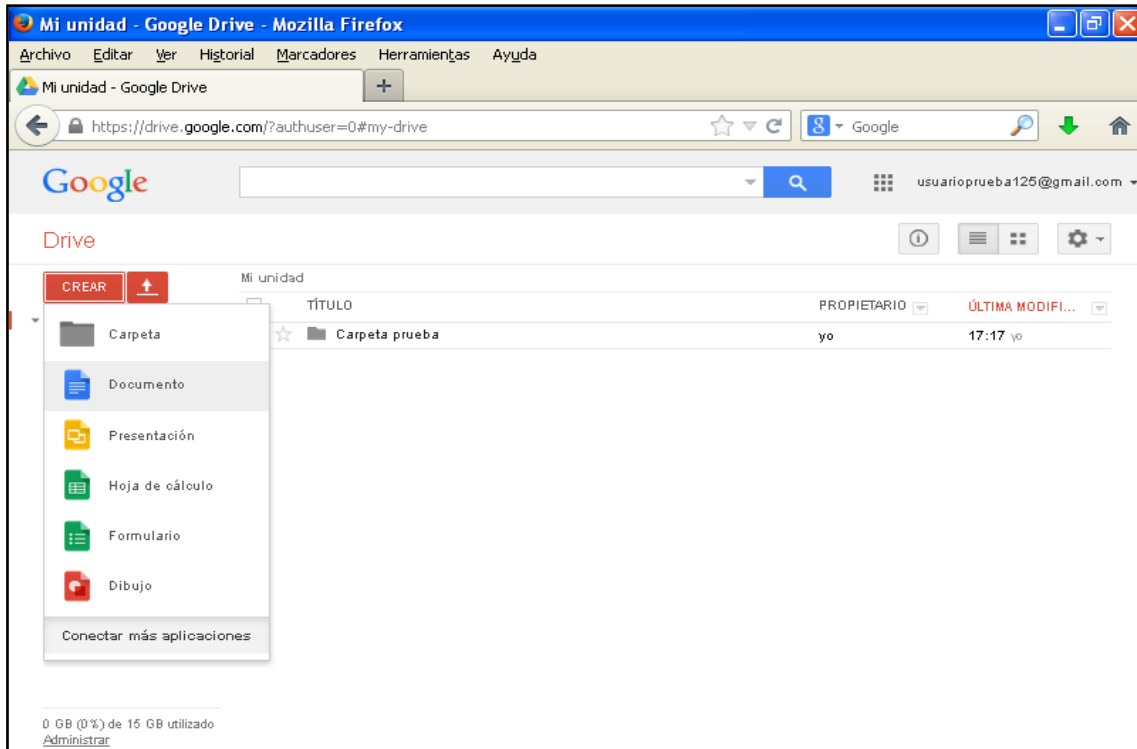 Mi unidad - Google Drive - Mozilla Firefox
Archivo Editar Ver Historial Marcadores Herramientas Ayuda
Mi unidad - Google Drive
https://drive.google.com/?authuser=0#my-drive Google
Google usuarioprueba125@gmail.com
Drive
CREAR
Mi unidad
TÍTULO PROPIETARIO ÚLTIMA MODIFI...
Carpeta prueba yo 17:17 yo
Carpeta
Documento
Presentación
Hoja de cálculo
Formulario
Dibujo
Conectar más aplicaciones
0 GB (0%) de 15 GB utilizado
Administrar